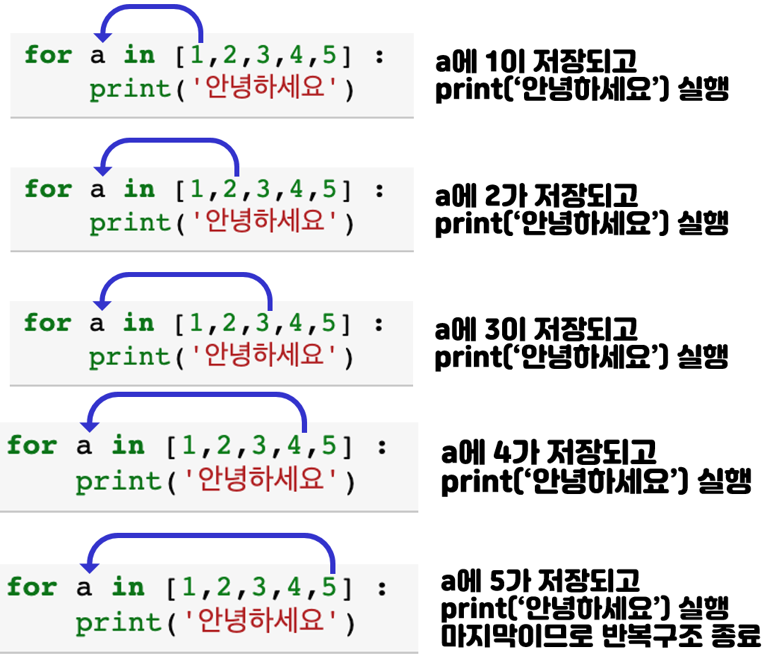 for a in [1,2,3,4,5] :
print('안녕하세요')
a에 1이 저장되고
print(‘안녕하세요’) 실행
for a in [1,2,3,4,5] :
print('안녕하세요')
a에 2가 저장되고
print(‘안녕하세요’) 실행
for a in [1,2,3,4,5] :
print('안녕하세요')
a에 3이 저장되고
print(‘안녕하세요’) 실행
for a in [1,2,3,4,5] :
print('안녕하세요')
a에 4가 저장되고
print(‘안녕하세요’) 실행
for a in [1,2,3,4,5] :
print('안녕하세요')
a에 5가 저장되고
print(‘안녕하세요’) 실행
마지막이므로 반복구조 종료